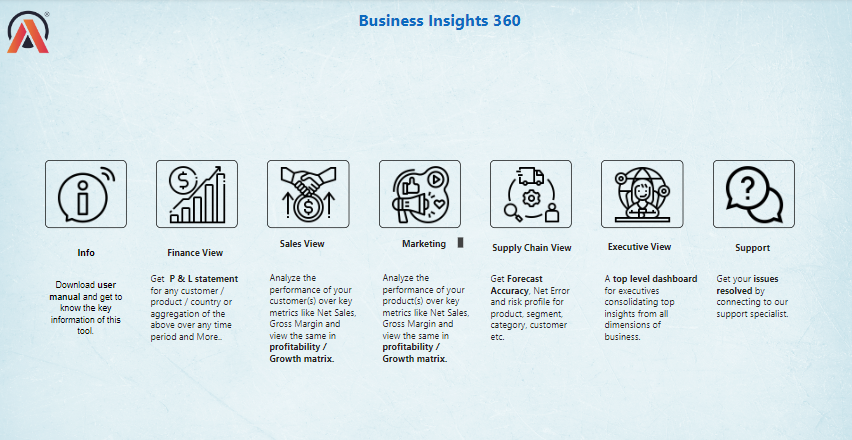 Business Insights 360
Info
Download user
manual and get to
know the key
information of this
tool.
Finance View
Get P & L statement
for any customer /
product / country or
aggregation of the
above over any time
period and More..
Sales View
Analyze the
performance of your
customer(s) over key
metrics like Net Sales,
Gross Margin and
view the same in
profitability /
Growth matrix.
Marketing
Analyze the
performance of your
product(s) over key
metrics like Net Sales,
Gross Margin and
view the same in
profitability /
Growth matrix.
Supply Chain View
Get Forecast
Accuracy, Net Error
and risk profile for
product, segment,
category, customer
etc.
Executive View
A top level dashboard
for executives
consolidating top
insights from all
dimensions of
business.
Support
Get your issues
resolved by
connecting to our
support specialist.